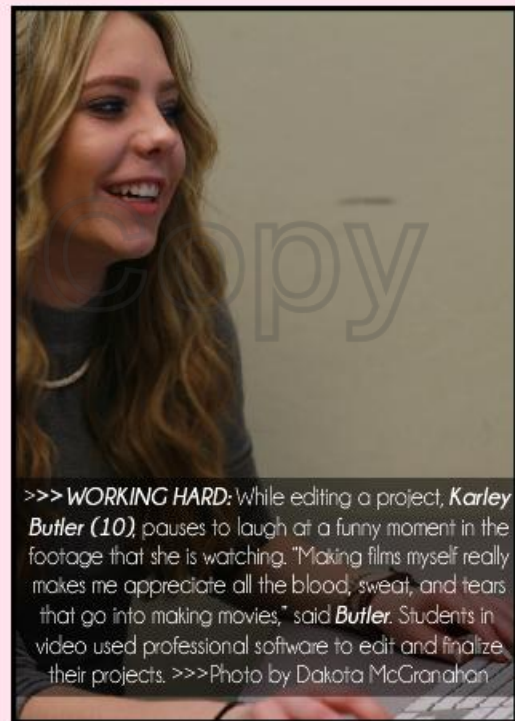 Copy
>>> WORKING HARD: While editing a project, Karley
Butler (10), pauses to laugh at a funny moment in the
footage that she is watching. "Making films myself really
makes me appreciate all the blood, sweat, and tears
that go into making movies," said Butler. Students in
video used professional software to edit and finalize
their projects. >>>Photo by Dakota McGranahan